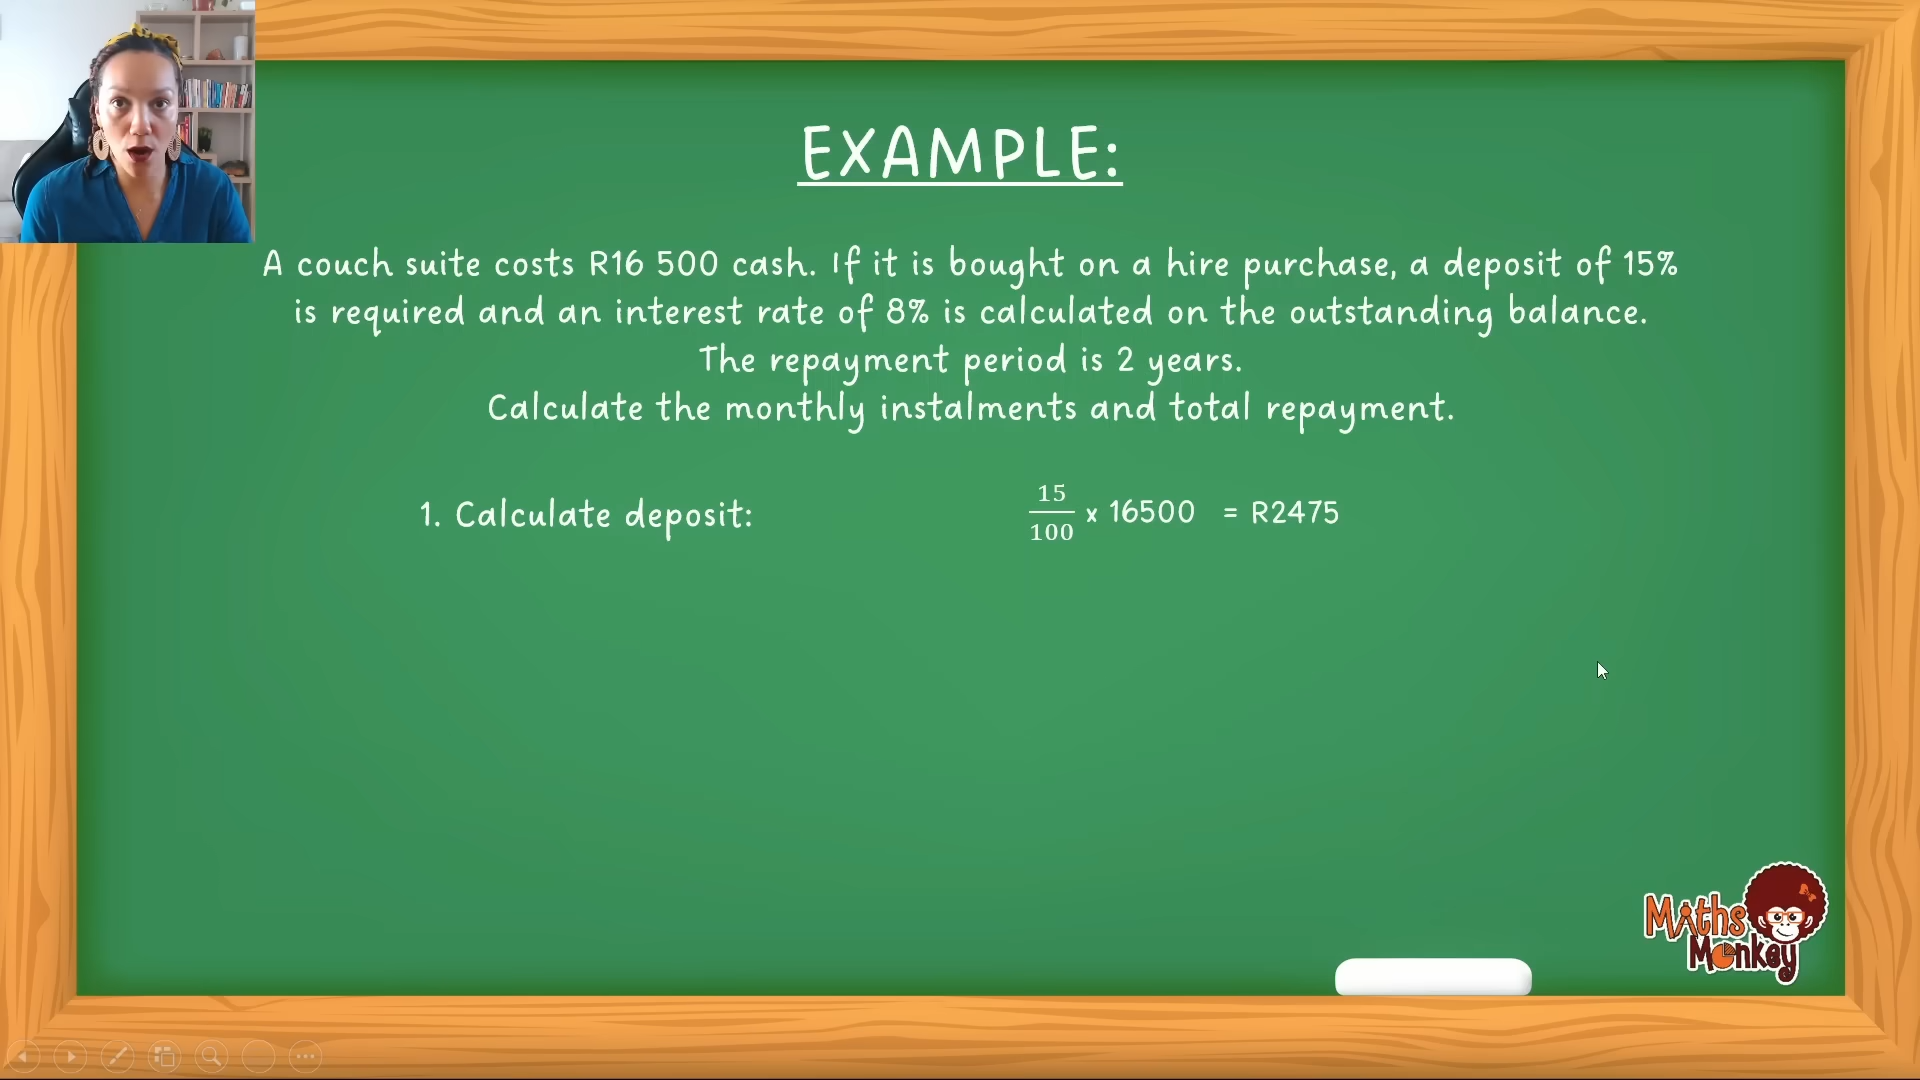 EXAMPLE:
A couch suite costs R16 500 cash. If it is bought on a hire purchase, a deposit of 15%
is required and an interest rate of 8% is calculated on the outstanding balance.
The repayment period is 2 years.
Calculate the monthly instalments and total repayment.
1. Calculate deposit: 15/100 x 16500 = R2475
Maths
Monkey